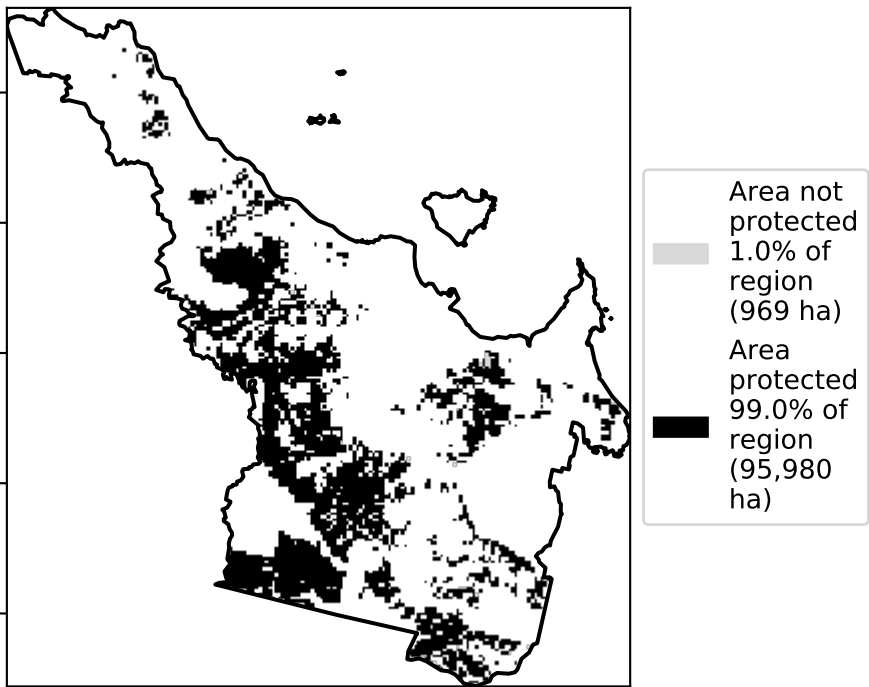 Area not
protected
1.0% of
region
(969 ha)
Area
protected
99.0% of
region
(95,980
ha)